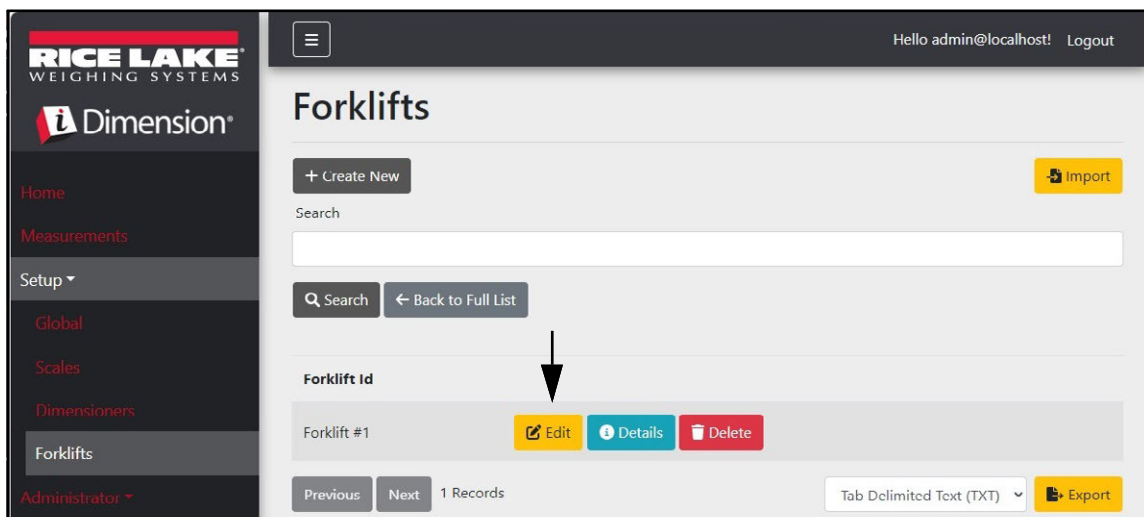 RICE LAKE®
WEIGHING SYSTEMS
i Dimension®
Home
Measurements
Setup
Global
Scales
Dimensioners
Forklifts
Administrator
Hello admin@localhost! Logout
Forklifts
+ Create New
Import
Search
Search
← Back to Full List
Forklift Id
Forklift #1
Edit
Details
Delete
Previous
Next
1 Records
Tab Delimited Text (TXT)
Export